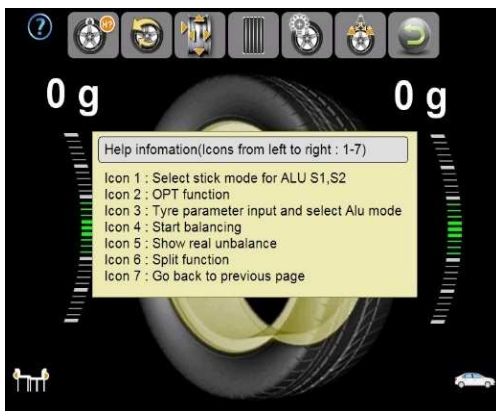 ?
0 g
0 g
Help infomation(Icons from left to right : 1-7)
Icon 1 : Select stick mode for ALU S1,S2
Icon 2 : OPT function
Icon 3 : Tyre parameter input and select Alu mode
Icon 4 : Start balancing
Icon 5 : Show real unbalance
Icon 6 : Split function
Icon 7 : Go back to previous page